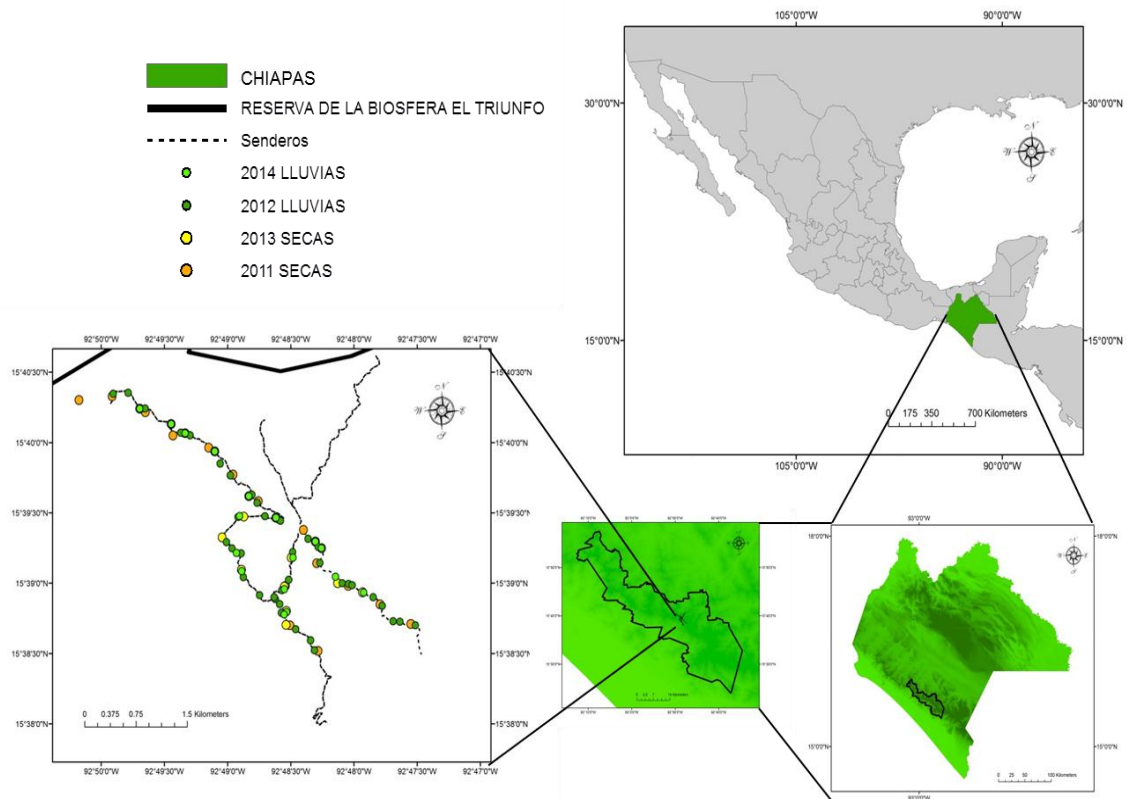 CHIAPAS
RESERVA DE LA BIOSFERA EL TRIUNFO
Senderos
2014 LLUVIAS
2012 LLUVIAS
2013 SECAS
2011 SECAS
105°0'0"W 90°0'0"W
30°0'0"N 30°0'0"N
N
W E
S
15°0'0"N 15°0'0"N
0 175 350 700 Kilometers
105°0'0"W 90°0'0"W
92°50'0"W 92°49'30"W 92°49'0"W 92°48'30"W 92°48'0"W 92°47'30"W 92°47'0"W
15°40'30"N 15°40'30"N
N
W E
S
15°40'0"N 15°40'0"N
15°39'30"N 15°39'30"N
15°39'0"N 15°39'0"N
15°38'30"N 15°38'30"N
0 0.375 0.75 1.5 Kilometers
15°38'0"N 15°38'0"N
92°50'0"W 92°49'30"W 92°49'0"W 92°48'30"W 92°48'0"W 92°47'30"W 92°47'0"W
93°0'0"W
18°0'0"N 18°0'0"N
15°0'0"N 15°0'0"N
0 25 50 100 Kilometers
93°0'0"W